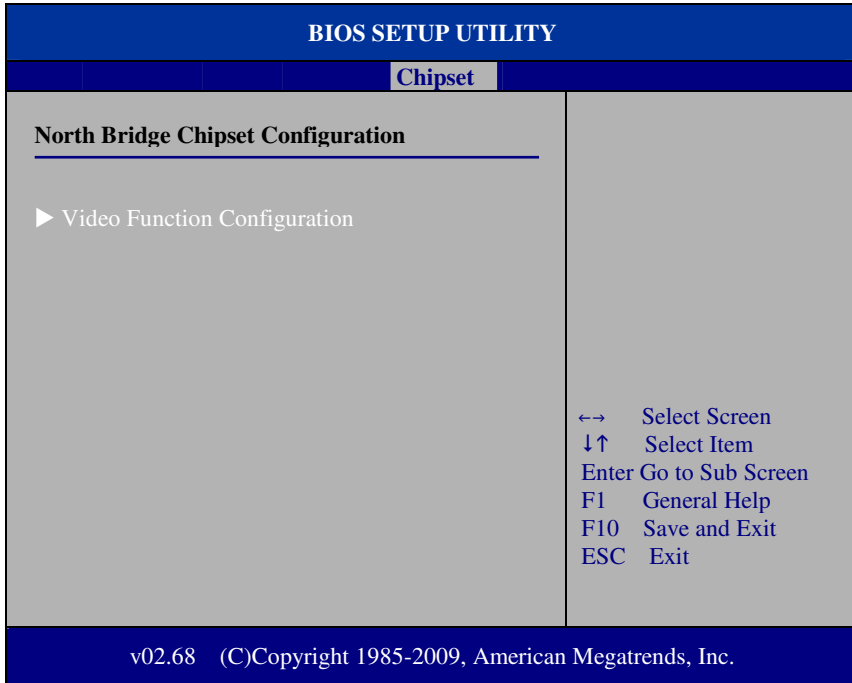 BIOS SETUP UTILITY
Chipset
North Bridge Chipset Configuration
▶ Video Function Configuration
←→ Select Screen
↓↑ Select Item
Enter Go to Sub Screen
F1 General Help
F10 Save and Exit
ESC Exit
v02.68 (C)Copyright 1985-2009, American Megatrends, Inc.